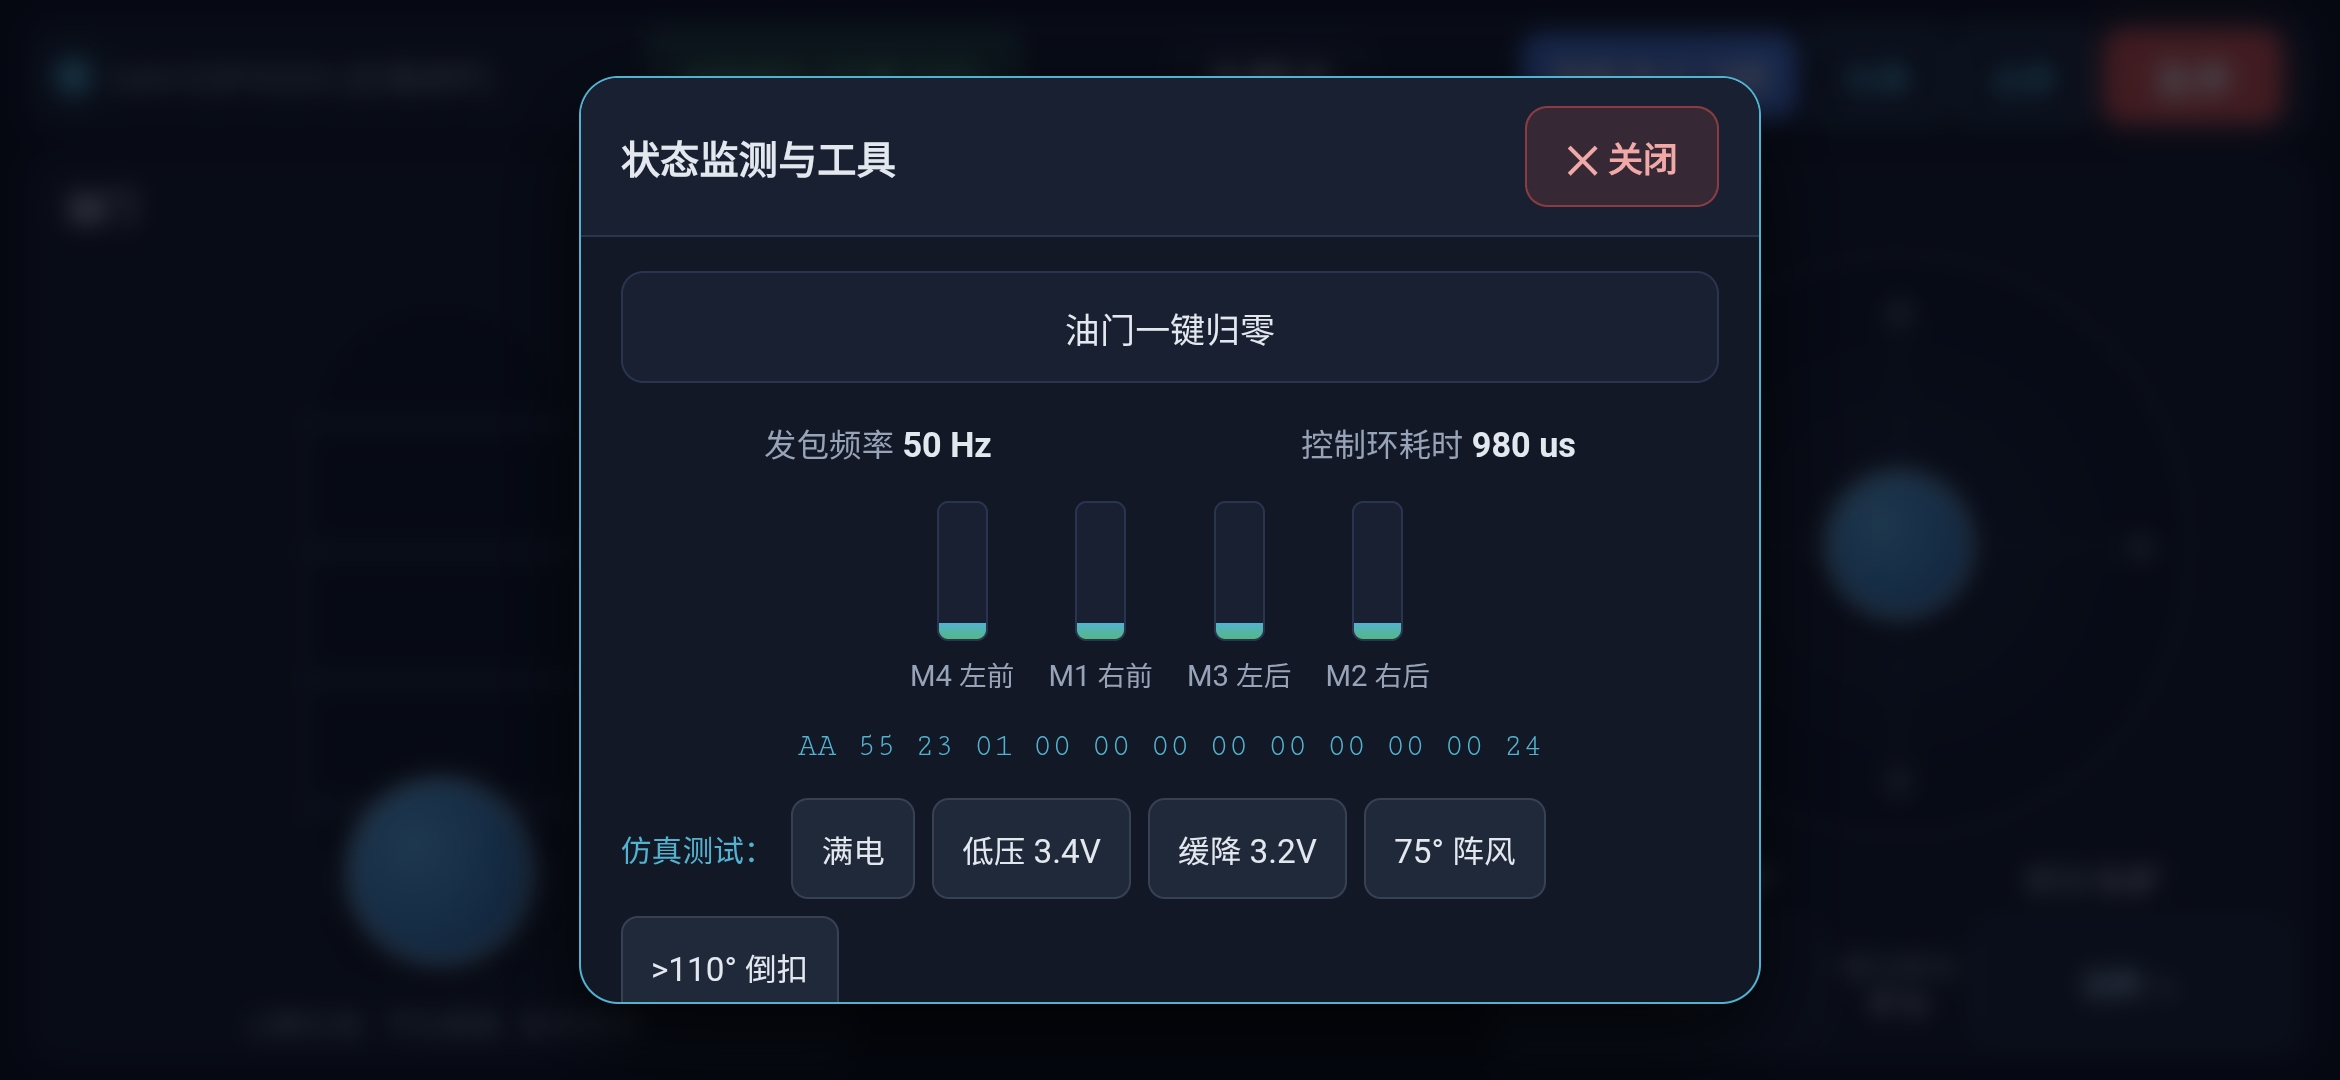 状态监测与工具
✕ 关闭
油门一键归零
发包频率 50 Hz 控制环耗时 980 us
M4 左前 M1 右前 M3 左后 M2 右后
AA 55 23 01 00 00 00 00 00 00 00 00 24
仿真测试： 满电 低压 3.4V 缓降 3.2V 75° 阵风
>110° 倒扣